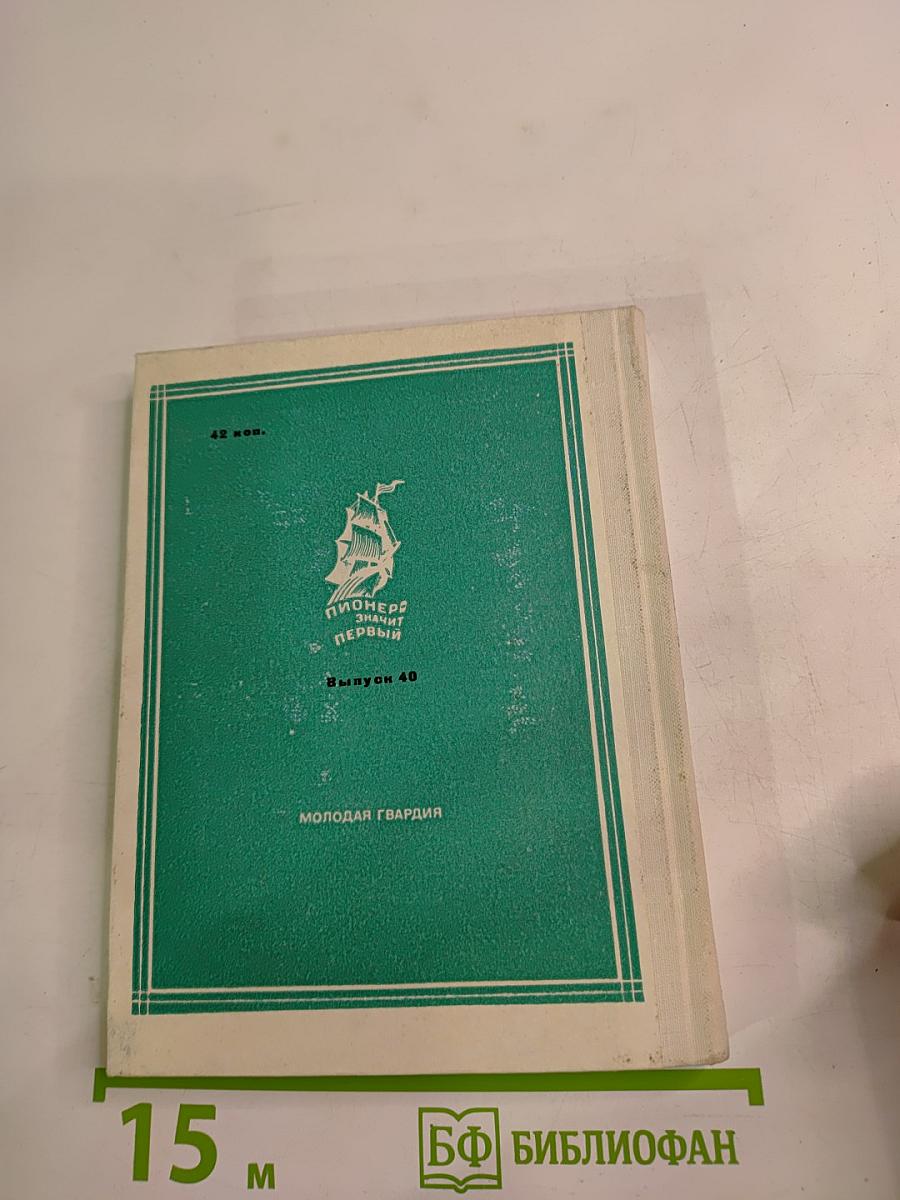 42 коп.
ПИОНЕР-
ЗНАЧИТ
ПЕРВЫЙ
Выпуск 40
МОЛОДАЯ ГВАРДИЯ
15 м
БФ БИБЛИОФАН